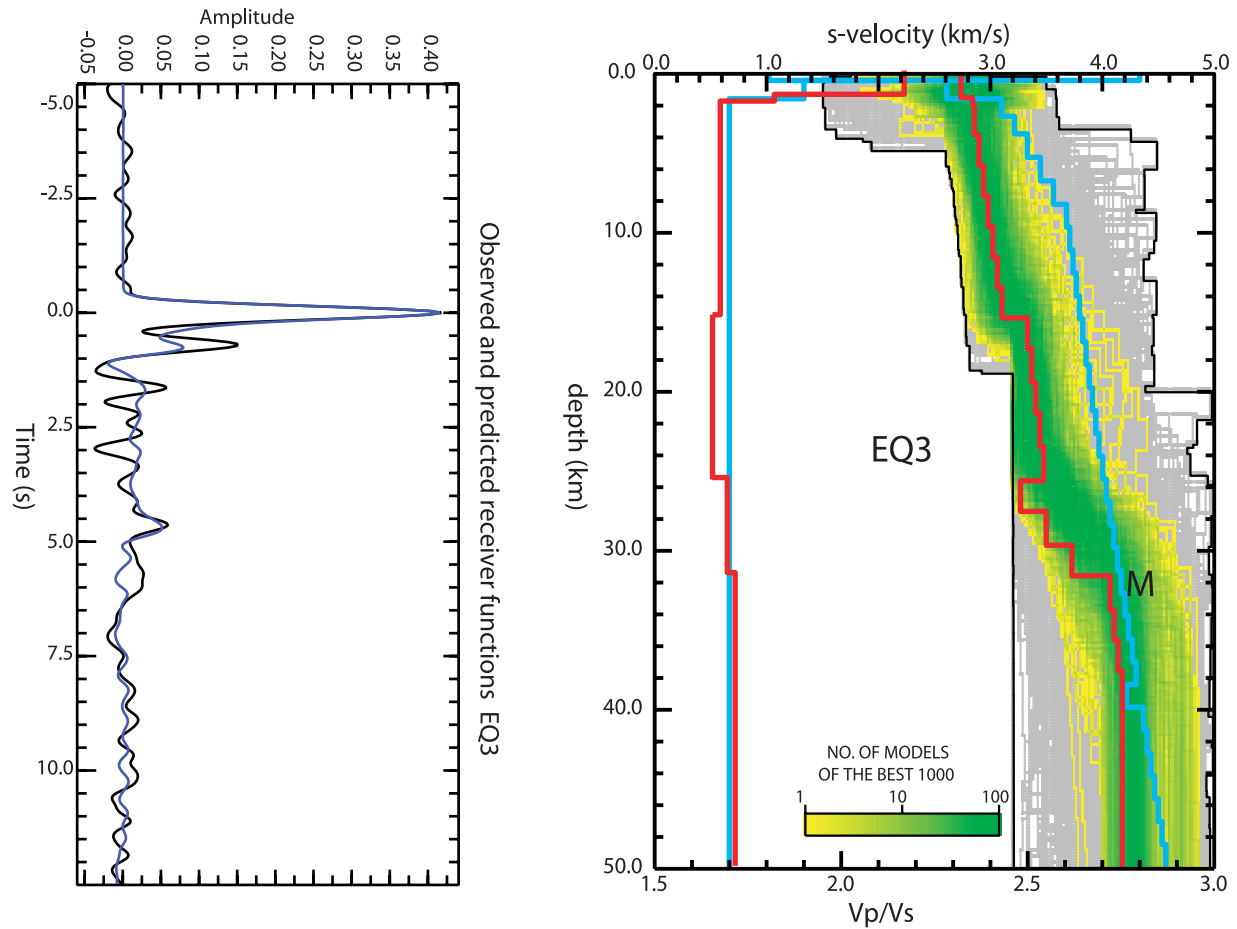 Amplitude
-0.05 0.00 0.05 0.10 0.15 0.20 0.25 0.30 0.35 0.40
-5.0
-2.5
0.0
2.5
5.0
7.5
10.0
Time (s)
Observed and predicted receiver functions EQ3
s-velocity (km/s)
0.0 1.0 3.0 4.0 5.0
0.0
10.0
20.0
30.0
40.0
50.0
depth (km)
EQ3
M
NO. OF MODELS
OF THE BEST 1000
1 10 100
1.5 2.0 2.5 3.0
Vp/Vs